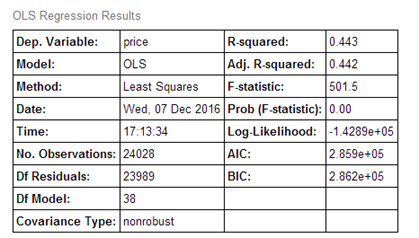 OLS Regression Results
Dep. Variable: price R-squared: 0.443
Model: OLS Adj. R-squared: 0.442
Method: Least Squares F-statistic: 501.5
Date: Wed, 07 Dec 2016 Prob (F-statistic): 0.00
Time: 17:13:34 Log-Likelihood: -1.4289e+05
No. Observations: 24028 AIC: 2.859e+05
Df Residuals: 23989 BIC: 2.862e+05
Df Model: 38
Covariance Type: nonrobust